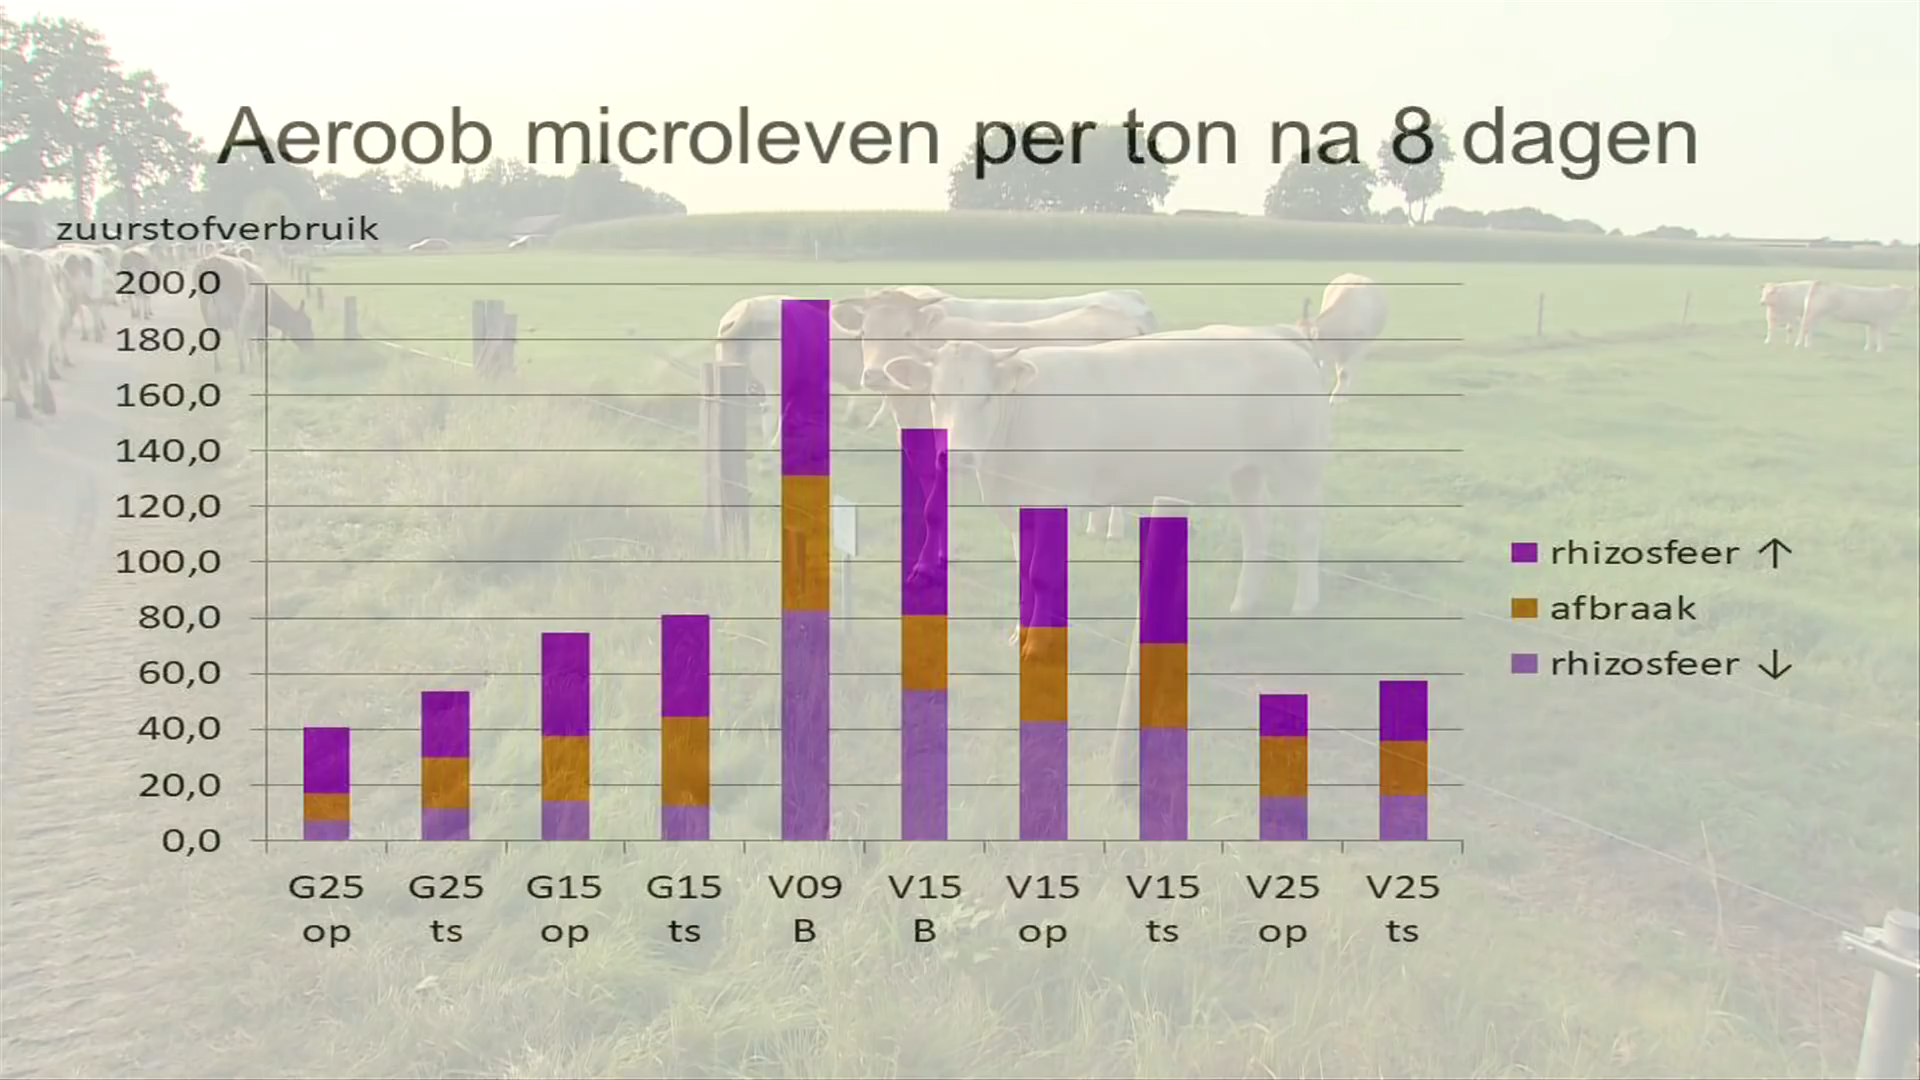 Aeroob microleven per ton na 8 dagen
zuurstofverbruik
200,0
180,0
160,0
140,0
120,0
100,0
80,0
60,0
40,0
20,0
0,0
G25 op
G25 ts
G15 op
G15 ts
V09 B
V15 B
V15 op
V15 ts
V25 op
V25 ts
rhizosfeer ↑
afbraak
rhizosfeer ↓